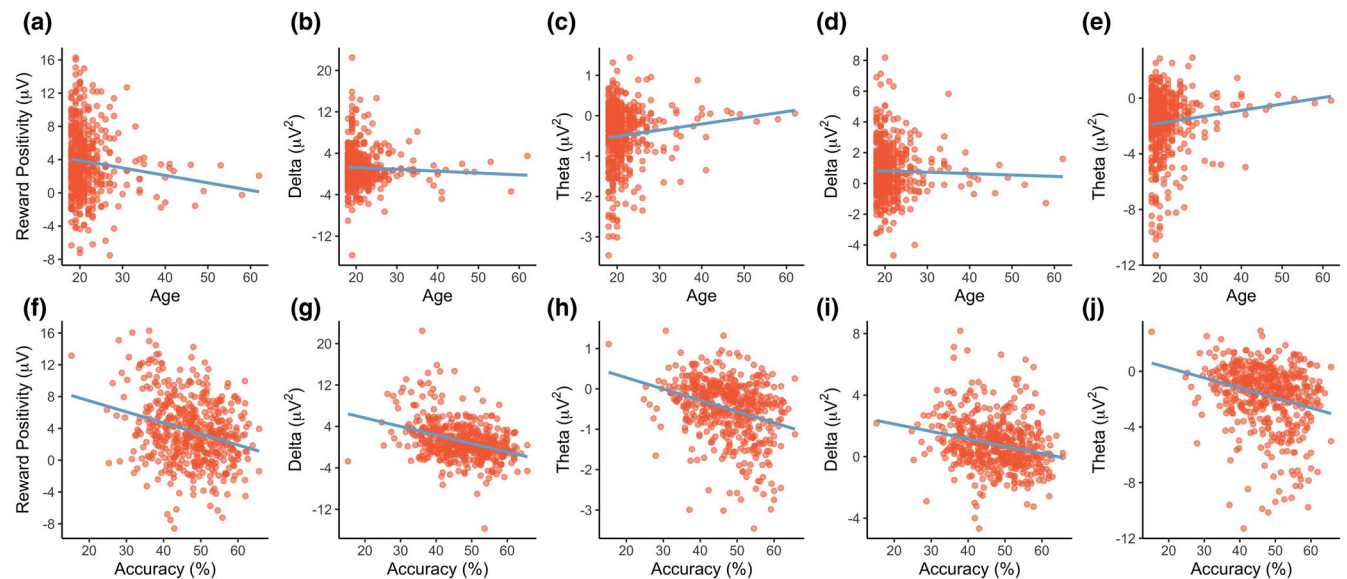 (a) (b) (c) (d) (e)
16
12
8
4
0
-4
-8
Reward Positivity (μV)
20 30 40 50 60
Age
20
12
4
-4
-12
Delta (μV²)
20 30 40 50 60
Age
1
0
-1
-2
-3
Theta (μV²)
20 30 40 50 60
Age
8
6
4
2
0
-2
-4
Delta (μV²)
20 30 40 50 60
Age
0
-4
-8
-12
Theta (μV²)
20 30 40 50 60
Age
(f) (g) (h) (i) (j)
16
12
8
4
0
-4
-8
Reward Positivity (μV)
20 30 40 50 60
Accuracy (%)
20
12
4
-4
-12
Delta (μV²)
20 30 40 50 60
Accuracy (%)
1
0
-1
-2
-3
Theta (μV²)
20 30 40 50 60
Accuracy (%)
8
4
0
-4
Delta (μV²)
20 30 40 50 60
Accuracy (%)
0
-4
-8
-12
Theta (μV²)
20 30 40 50 60
Accuracy (%)